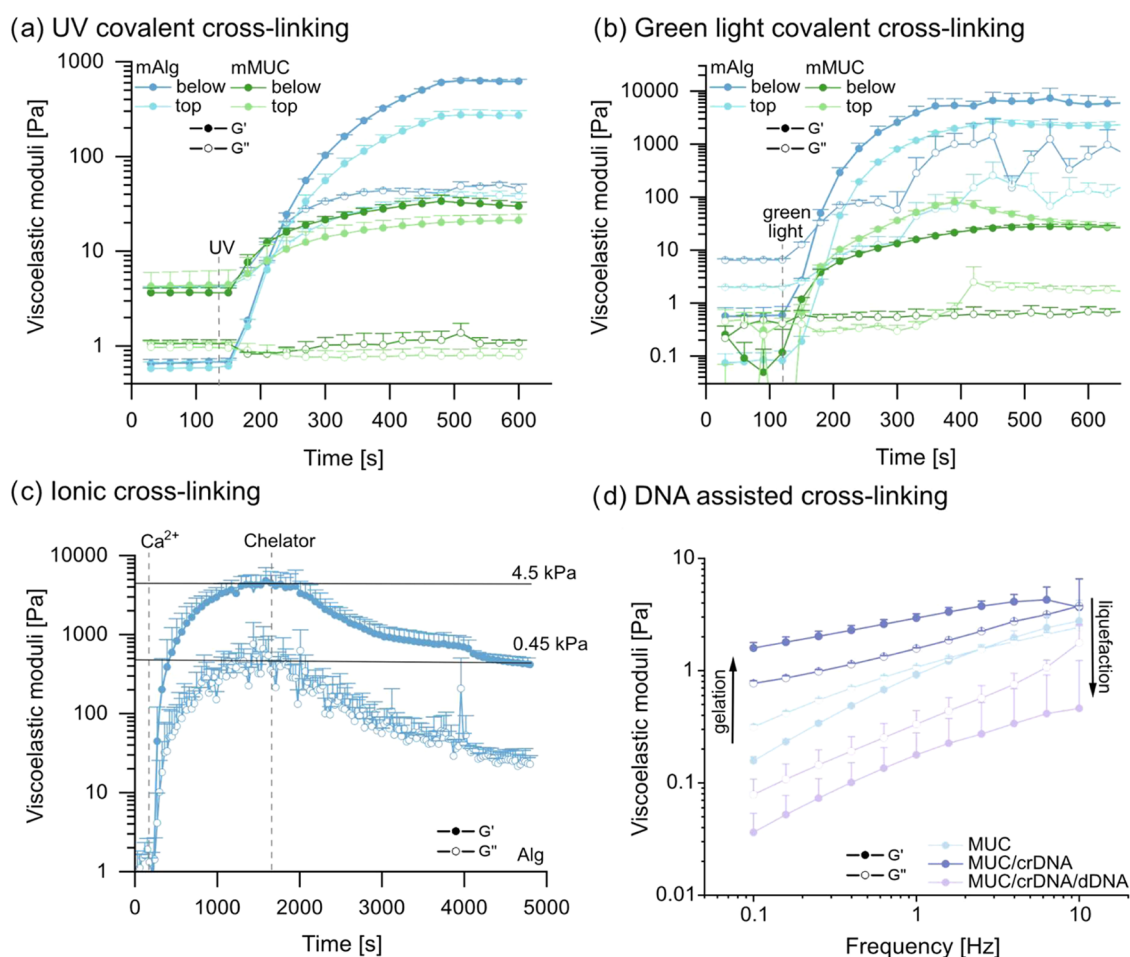 (a) UV covalent cross-linking
Viscoelastic moduli [Pa]
1000
100
10
1
mAlg
mMUC
below
below
top
top
G'
G"
UV
0
100
200
300
400
500
600
Time [s]
(b) Green light covalent cross-linking
Viscoelastic moduli [Pa]
10000
1000
100
10
1
0.1
mAlg
mMUC
below
below
top
top
G'
G"
green
light
0
100
200
300
400
500
600
Time [s]
(c) Ionic cross-linking
Viscoelastic moduli [Pa]
10000
1000
100
10
1
Ca²⁺
Chelator
4.5 kPa
0.45 kPa
G'
G"
Alg
0
1000
2000
3000
4000
5000
Time [s]
(d) DNA assisted cross-linking
Viscoelastic moduli [Pa]
10
1
0.1
0.01
gelation
liquefaction
G'
G"
MUC
MUC/crDNA
MUC/crDNA/dDNA
0.1
1
10
Frequency [Hz]